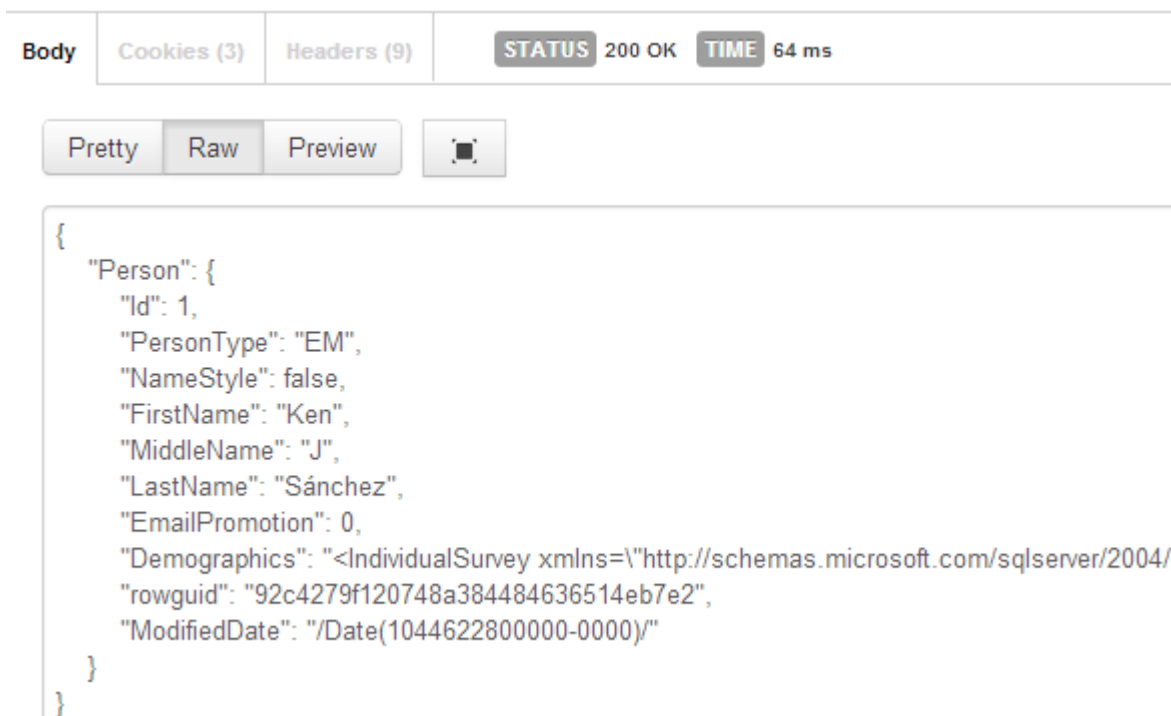 Body Cookies (3) Headers (9) STATUS 200 OK TIME 64 ms
Pretty Raw Preview
{
"Person": {
"Id": 1,
"PersonType": "EM",
"NameStyle": false,
"FirstName": "Ken",
"MiddleName": "J",
"LastName": "Sánchez",
"EmailPromotion": 0,
"Demographics": "<IndividualSurvey xmlns=\"http://schemas.microsoft.com/sqlserver/2004/
"rowguid": "92c4279f120748a384484636514eb7e2",
"ModifiedDate": "/Date(1044622800000-0000)/"
}
}